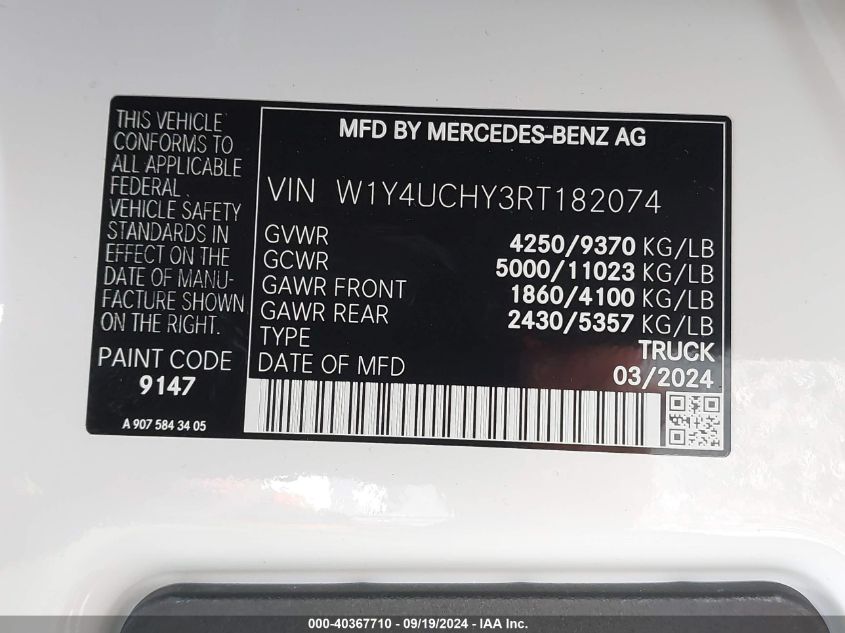 THIS VEHICLE
CONFORMS TO
ALL APPLICABLE
FEDERAL
VEHICLE SAFETY
STANDARDS IN
EFFECT ON THE
DATE OF MANU-
FACTURE SHOWN
ON THE RIGHT.
PAINT CODE
9147
A 907 584 34 05
MFD BY MERCEDES-BENZ AG
VIN W1Y4UCHY3RT182074
GVWR 4250/9370 KG/LB
GCWR 5000/11023 KG/LB
GAWR FRONT 1860/4100 KG/LB
GAWR REAR 2430/5357 KG/LB
TYPE TRUCK
DATE OF MFD 03/2024
000-40367710 - 09/19/2024 - IAA Inc.